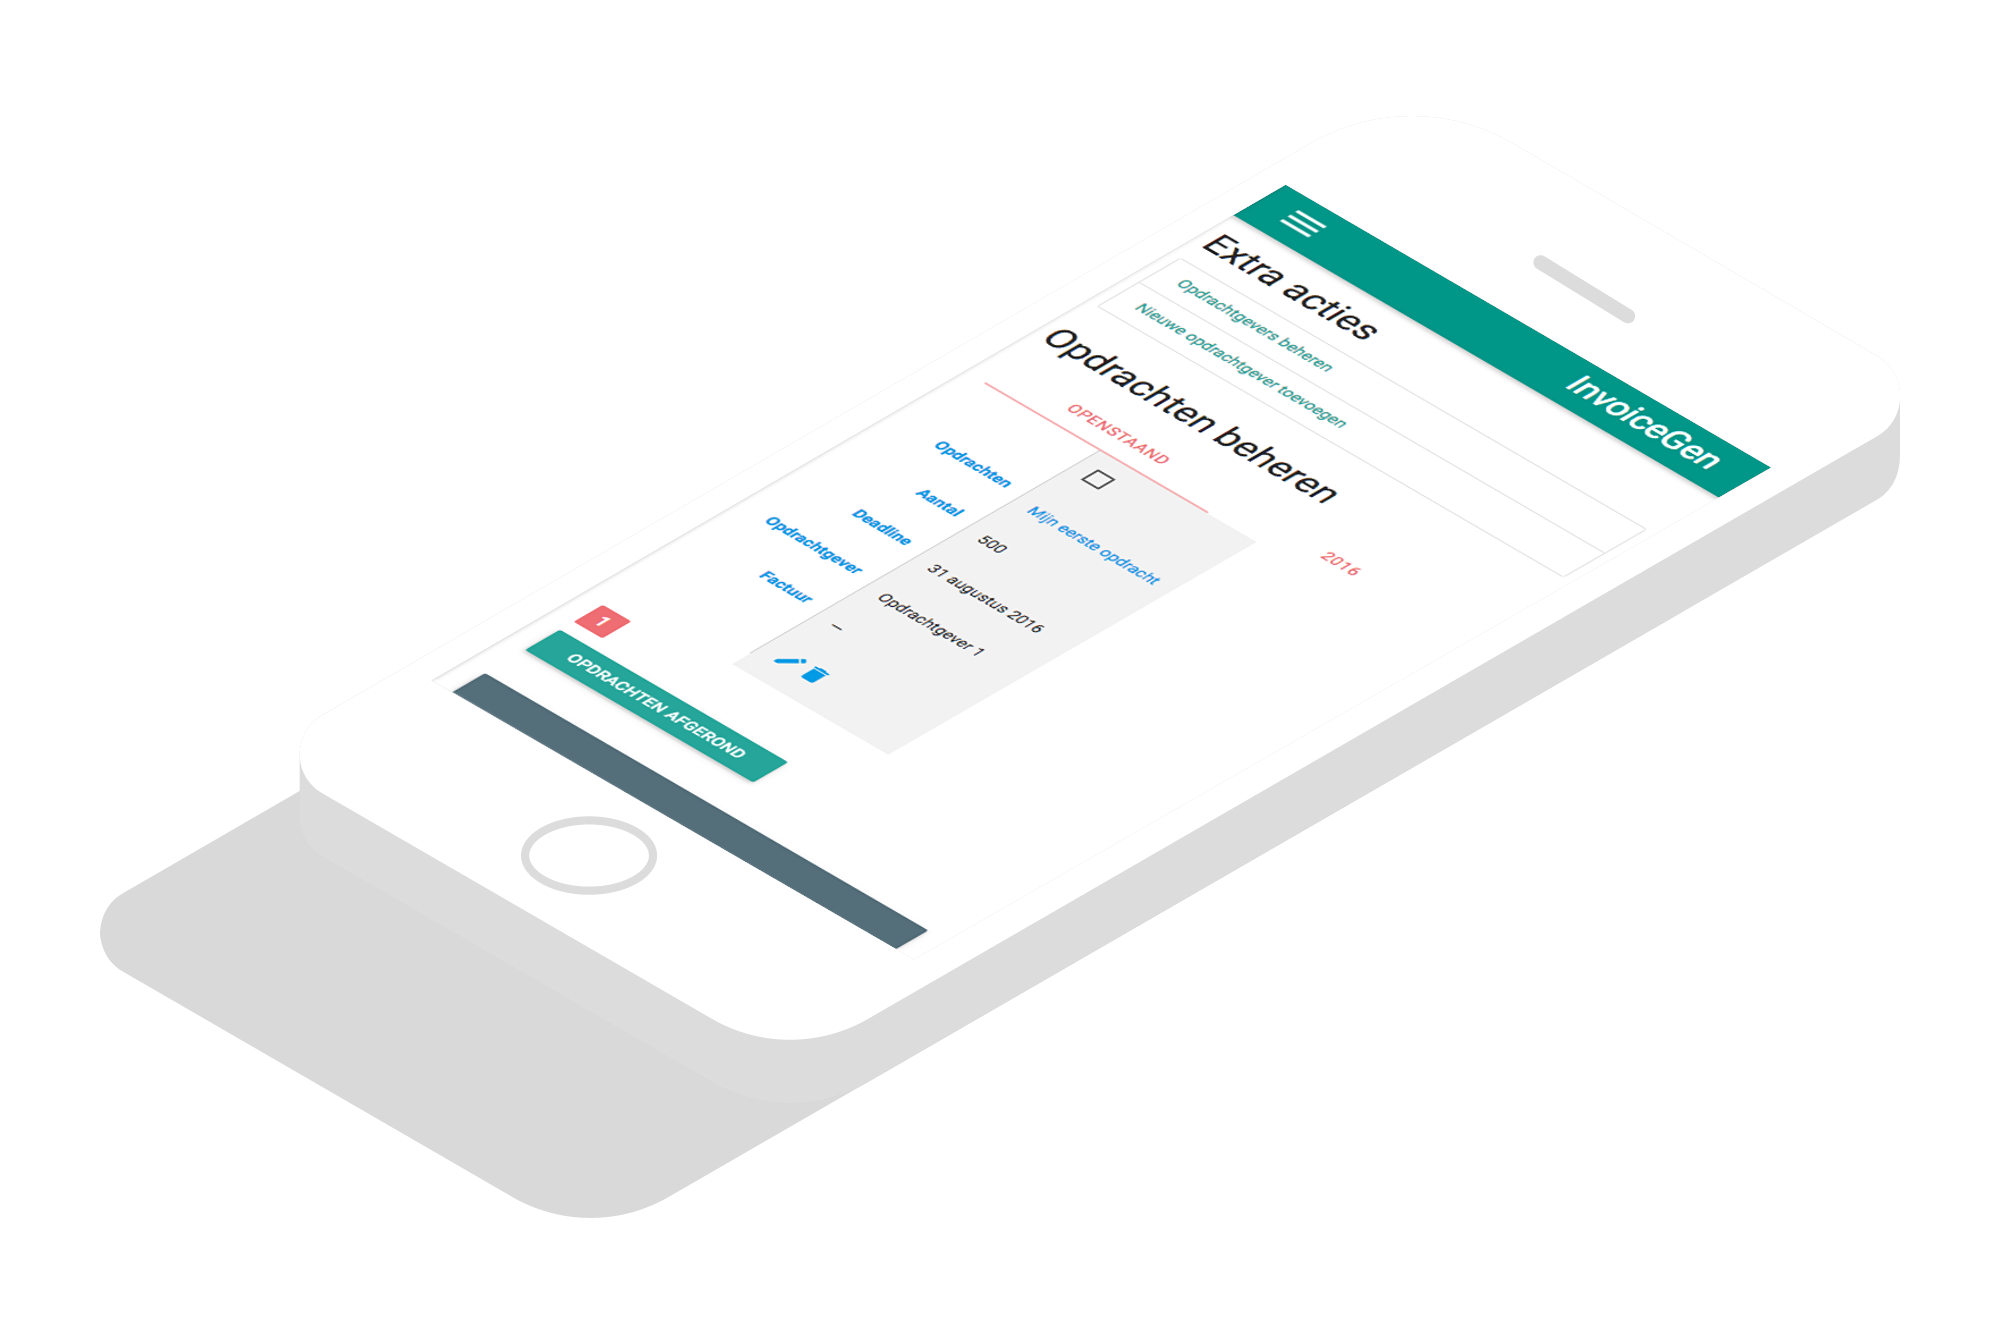 InvoiceGen
Extra acties
Opdrachtgevers beheren
Nieuwe opdrachtgever toevoegen
Opdrachten beheren
OPENSTAAND
2016
Opdrachten
Mijn eerste opdracht
Aantal
500
Deadline
31 augustus 2016
Opdrachtgever
Opdrachtgever 1
Factuur
–
1
OPDRACHTEN AFGEROND